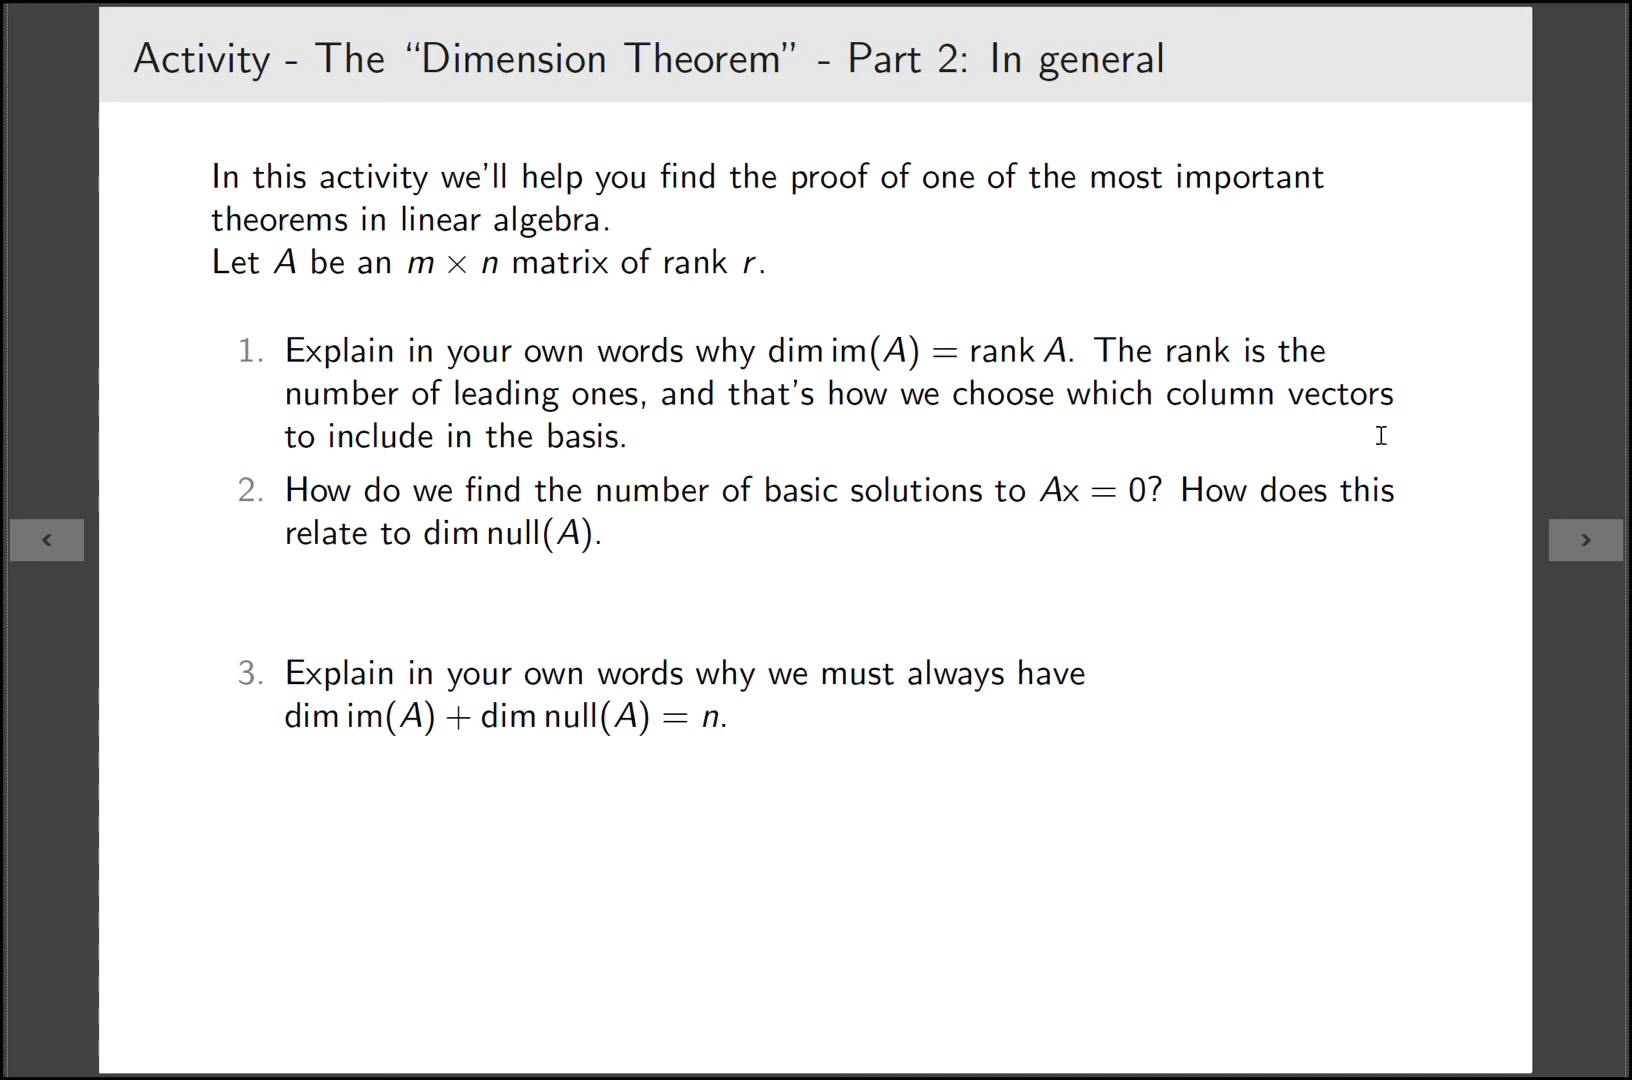 Activity - The “Dimension Theorem” - Part 2: In general
In this activity we'll help you find the proof of one of the most important
theorems in linear algebra.
Let A be an m × n matrix of rank r.
1. Explain in your own words why dim im(A) = rank A. The rank is the
number of leading ones, and that's how we choose which column vectors
to include in the basis.
2. How do we find the number of basic solutions to Ax = 0? How does this
relate to dim null(A).
3. Explain in your own words why we must always have
dim im(A) + dim null(A) = n.